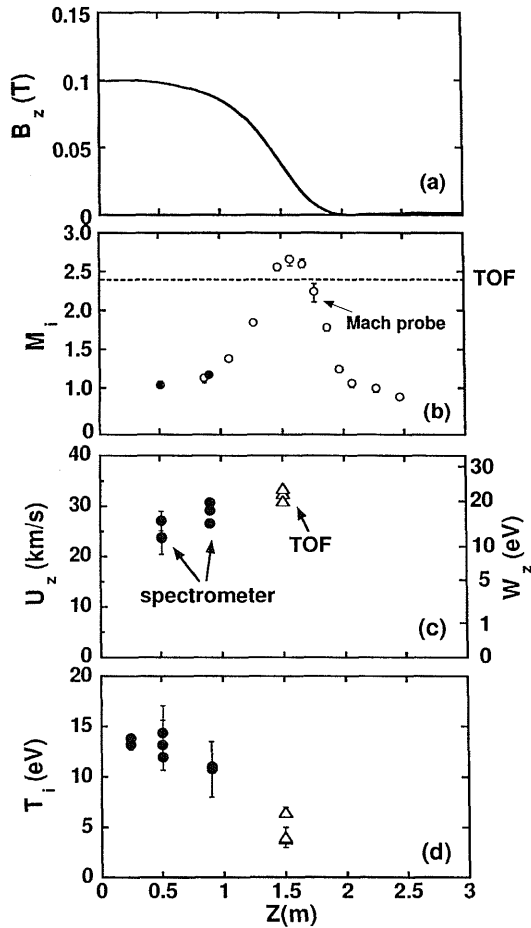 0.15
0.1
0.05
0
B_z (T)
(a)
3.0
2.5
2.0
1.5
1.0
0
M_i
TOF
Mach probe
(b)
40
30
20
10
0
U_z (km/s)
30
20
10
5
1
0
W_z (eV)
TOF
spectrometer
(c)
20
15
10
5
0
T_i (eV)
(d)
0 0.5 1 1.5 2 2.5 3
Z(m)